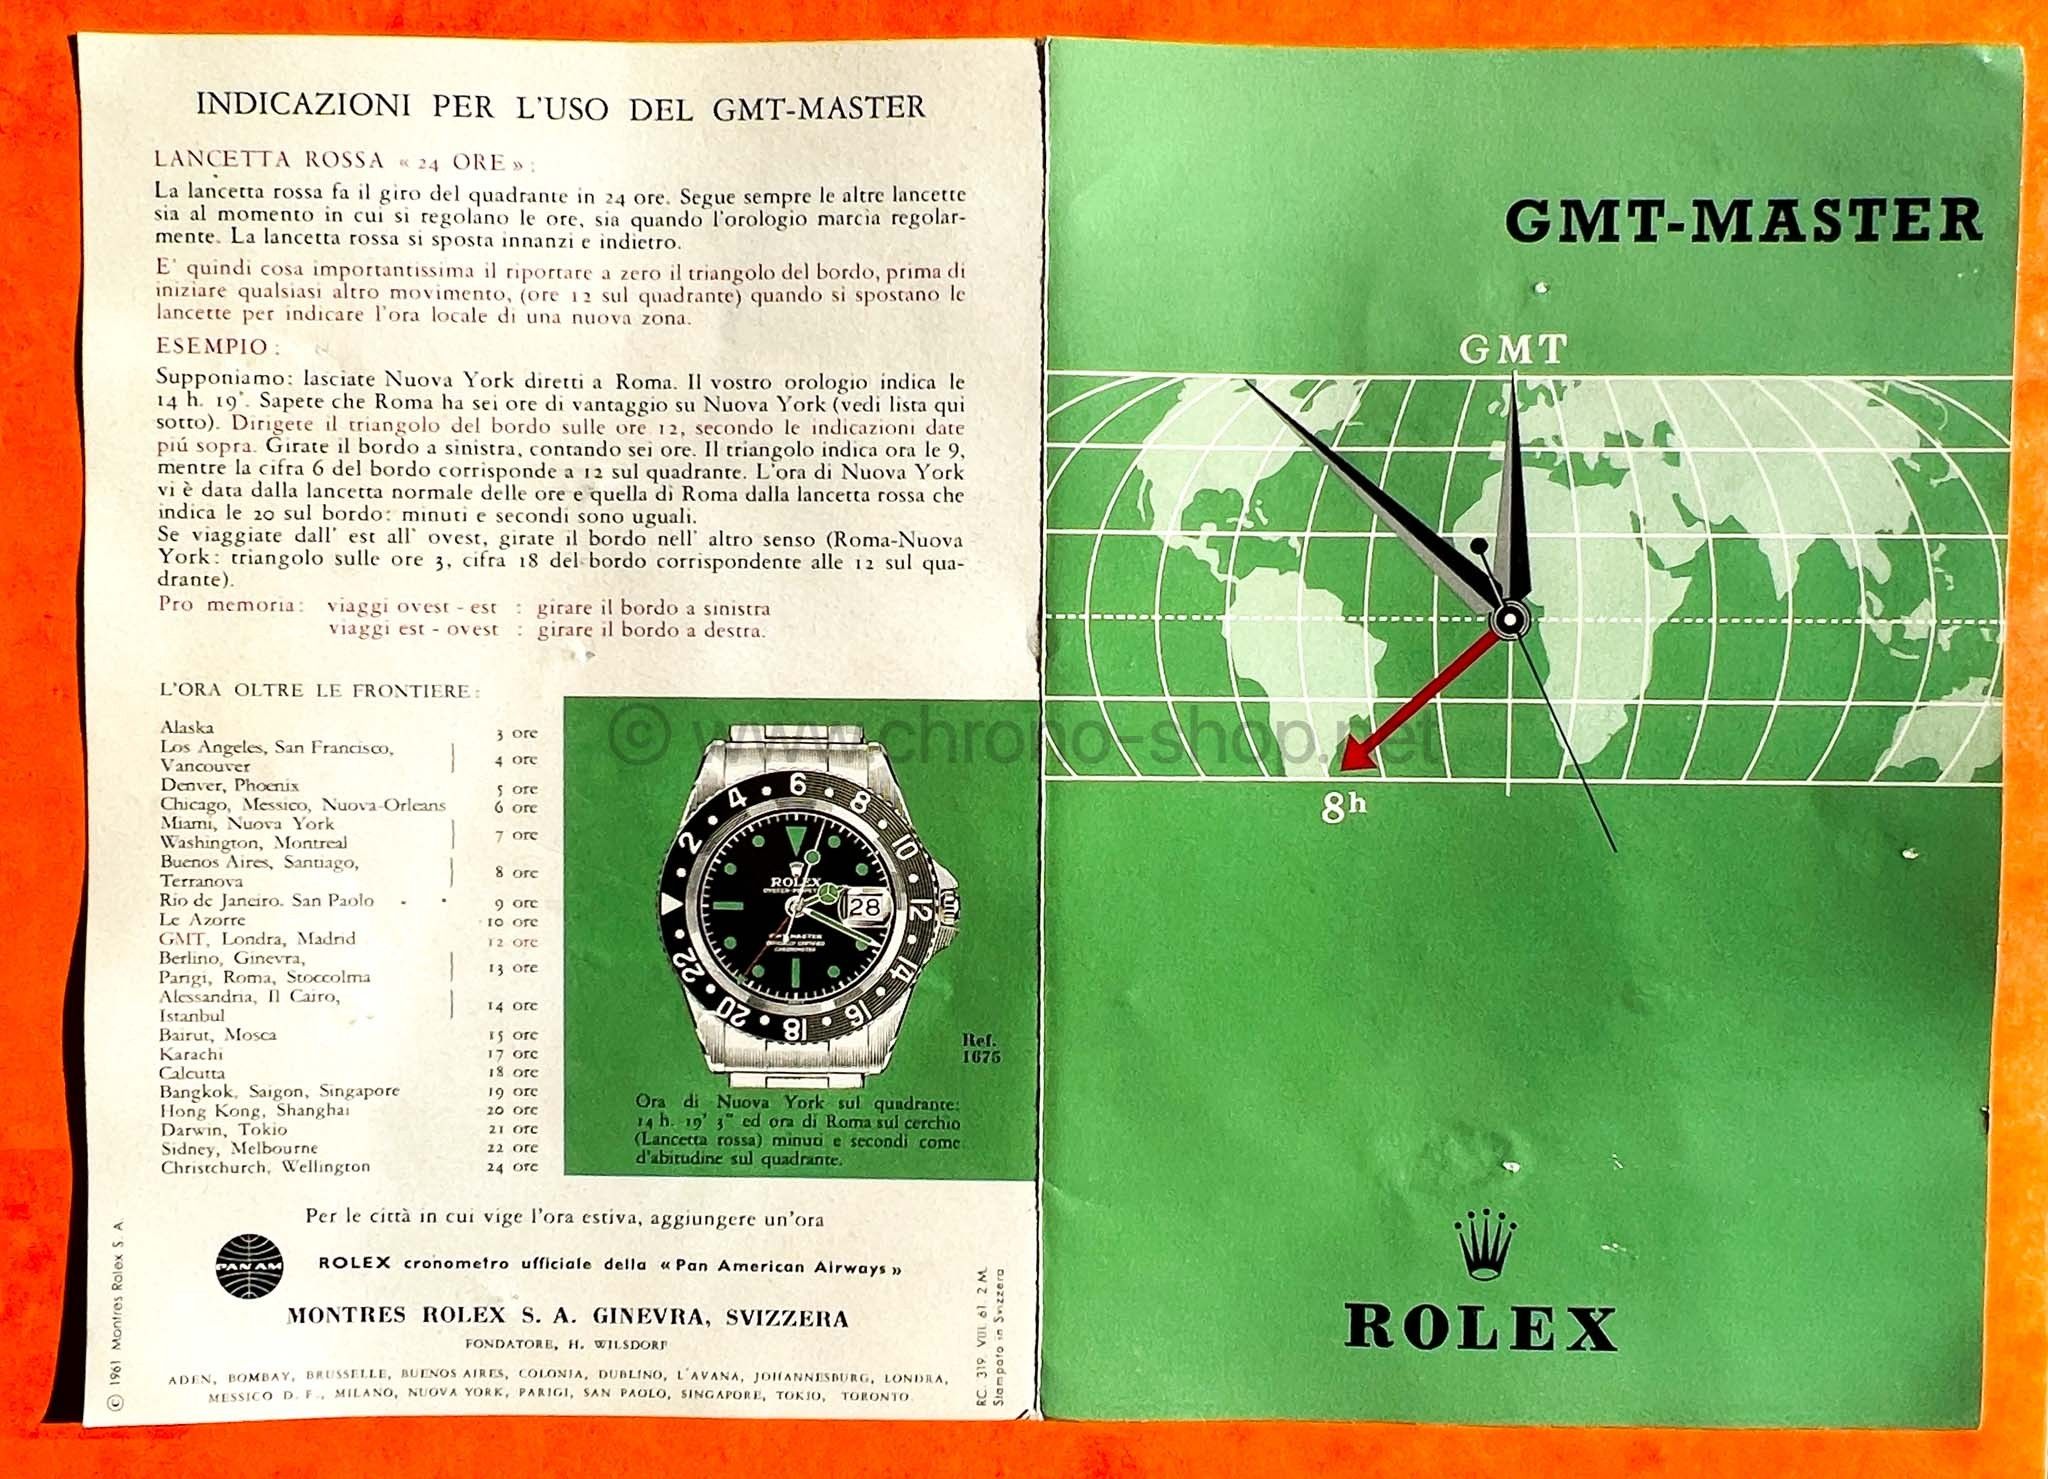 INDICAZIONI PER L'USO DEL GMT-MASTER
LANCETTA ROSSA « 24 ORE » :
La lancetta rossa fa il giro del quadrante in 24 ore. Segue sempre le altre lancette
sia al momento in cui si regolano le ore, sia quando l'orologio marcia regolar-
mente. La lancetta rossa si sposta innanzi e indietro.
E' quindi cosa importantissima il riportare a zero il triangolo del bordo, prima di
iniziare qualsiasi altro movimento, (ore 12 sul quadrante) quando si spostano le
lancette per indicare l'ora locale di una nuova zona.
ESEMPIO :
Supponiamo: lasciate Nuova York diretti a Roma. Il vostro orologio indica le
14 h. 19'. Sapete che Roma ha sei ore di vantaggio su Nuova York (vedi lista qui
sotto). Dirigete il triangolo del bordo sulle ore 12, secondo le indicazioni date
piú sopra. Girate il bordo a sinistra, contando sei ore. Il triangolo indica ora le 9,
mentre la cifra 6 del bordo corrisponde a 12 sul quadrante. L'ora di Nuova York
vi è data dalla lancetta normale delle ore e quella di Roma dalla lancetta rossa che
indica le 20 sul bordo: minuti e secondi sono uguali.
Se viaggiate dall' est all' ovest, girate il bordo nell' altro senso (Roma-Nuova
York: triangolo sulle ore 3, cifra 18 del bordo corrispondente alle 12 sul qua-
drante).
Pro memoria: viaggi ovest - est : girare il bordo a sinistra
viaggi est - ovest : girare il bordo a destra.
L'ORA OLTRE LE FRONTIERE:
Alaska 3 ore
Los Angeles, San Francisco,
Vancouver 4 ore
Denver, Phoenix 5 ore
Chicago, Messico, Nuova-Orleans 6 ore
Miami, Nuova York
Washington, Montreal 7 ore
Buenos Aires, Santiago,
Terranova 8 ore
Rio de Janeiro. San Paolo 9 ore
Le Azorre 10 ore
GMT, Londra, Madrid 12 ore
Berlino, Ginevra,
Parigi, Roma, Stoccolma 13 ore
Alessandria, Il Cairo,
Istanbul 14 ore
Bairut, Mosca 15 ore
Karachi 17 ore
Calcutta 18 ore
Bangkok, Saigon, Singapore 19 ore
Hong Kong, Shanghai 20 ore
Darwin, Tokio 21 ore
Sidney, Melbourne 22 ore
Christchurch, Wellington 24 ore
2 4 6 8 10 12 14 16 18 20 22
ROLEX
OYSTER PERPETUAL
28
GMT-MASTER
OFFICIALLY CERTIFIED
CHRONOMETER
Ref.
1675
Ora di Nuova York sul quadrante:
14 h. 19' 3" ed ora di Roma sul cerchio
(Lancetta rossa) minuti e secondi come
d'abitudine sul quadrante.
Per le città in cui vige l'ora estiva, aggiungere un'ora
PAN AM
ROLEX cronometro ufficiale della «Pan American Airways»
MONTRES ROLEX S. A. GINEVRA, SVIZZERA
FONDATORE, H. WILSDORF
ADEN, BOMBAY, BRUSSELLE, BUENOS AIRES, COLONIA, DUBLINO, L'AVANA, JOHANNESBURG, LONDRA,
MESSICO D. F., MILANO, NUOVA YORK, PARIGI, SAN PAOLO, SINGAPORE, TOKIO, TORONTO.
© 1961 Montres Rolex S. A.
RC. 319. VIII. 61. 2 M.
Stampato in Svizzera
© www.chrono-shop.net
GMT-MASTER
GMT
8h
ROLEX